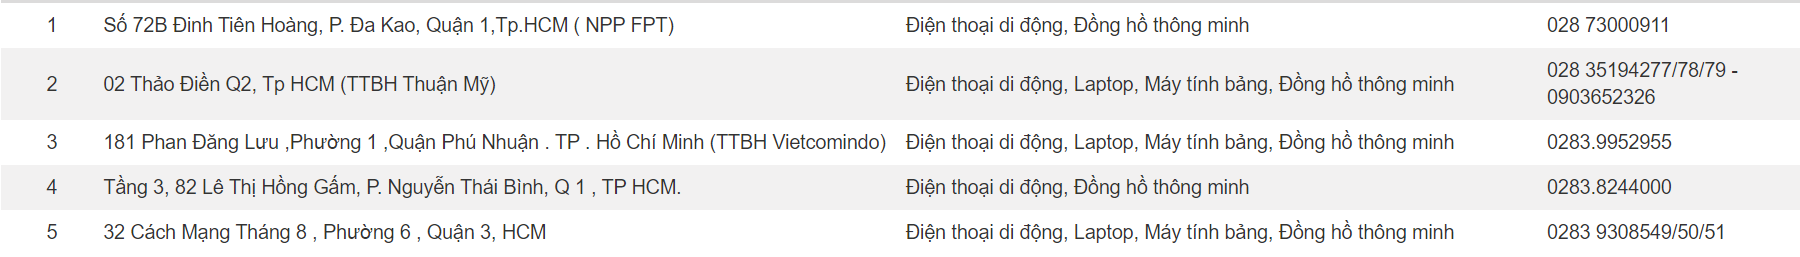 1 Số 72B Đinh Tiên Hoàng, P. Đa Kao, Quận 1,Tp.HCM ( NPP FPT) Điện thoại di động, Đồng hồ thông minh 028 73000911
2 02 Thảo Điền Q2, Tp HCM (TTBH Thuận Mỹ) Điện thoại di động, Laptop, Máy tính bảng, Đồng hồ thông minh 028 35194277/78/79 -
0903652326
3 181 Phan Đăng Lưu ,Phường 1 ,Quận Phú Nhuận . TP . Hồ Chí Minh (TTBH Vietcomindo) Điện thoại di động, Laptop, Máy tính bảng, Đồng hồ thông minh 0283.9952955
4 Tầng 3, 82 Lê Thị Hồng Gấm, P. Nguyễn Thái Bình, Q 1 , TP HCM. Điện thoại di động, Đồng hồ thông minh 0283.8244000
5 32 Cách Mạng Tháng 8 , Phường 6 , Quận 3, HCM Điện thoại di động, Laptop, Máy tính bảng, Đồng hồ thông minh 0283 9308549/50/51